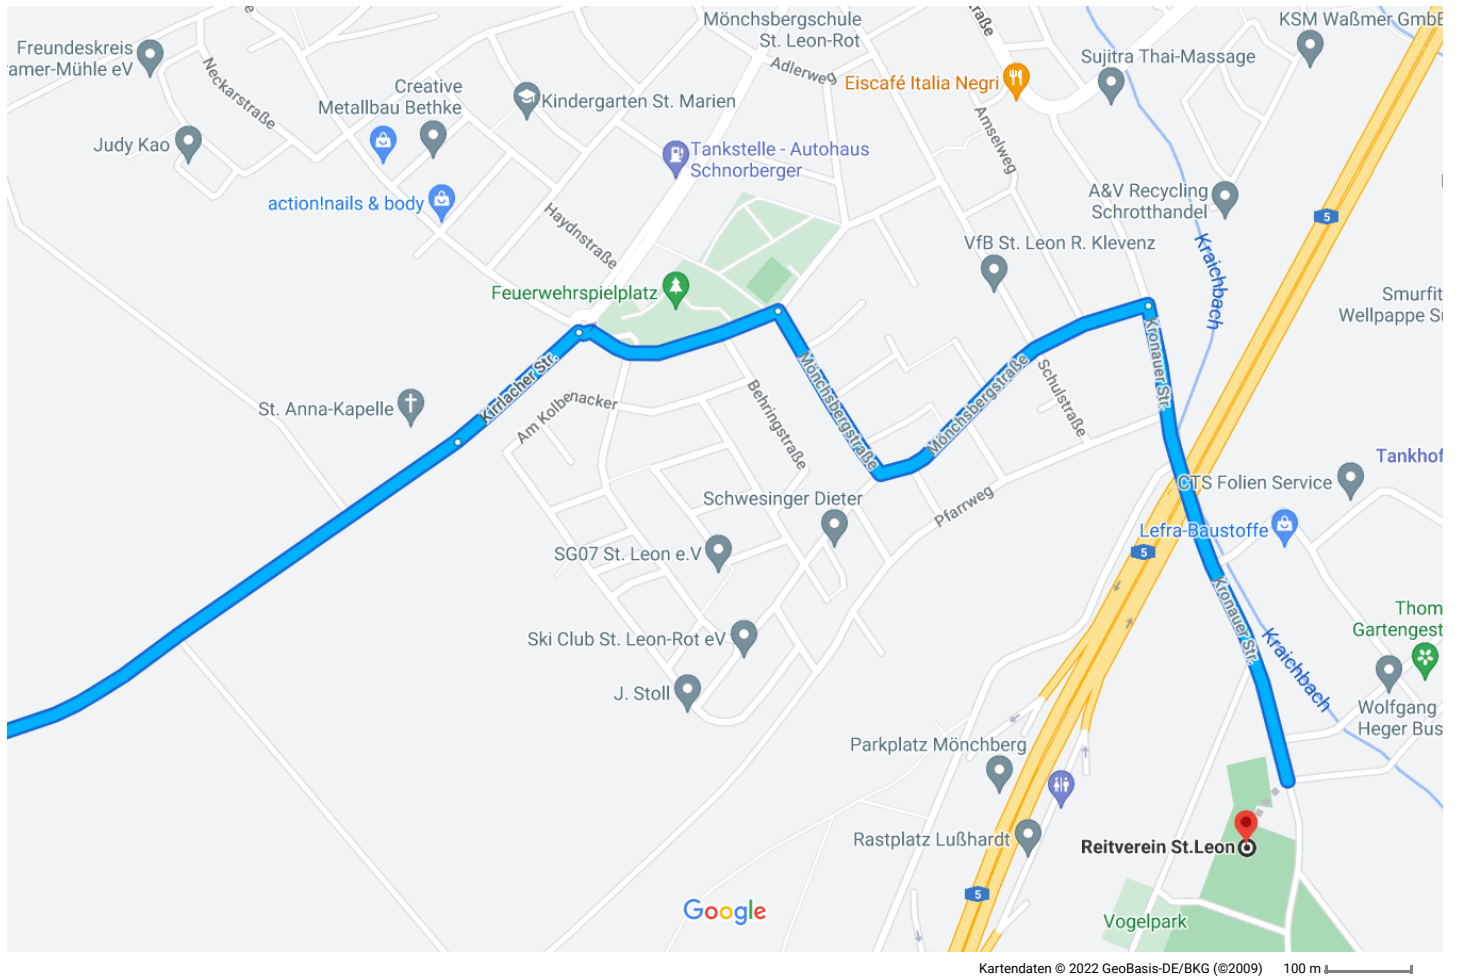 Mönchsbergschule
St. Leon-Rot
KSM Waßmer GmbH
Freundeskreis
ramer-Mühle eV
Adlerweg
Sujitra Thai-Massage
Eiscafé Italia Negri
Neckarstraße
Creative
Metallbau Bethke
Kindergarten St. Marien
Judy Kao
Tankstelle - Autohaus
Schnorberger
Amselweg
A&V Recycling
Schrotthandel
action!nails & body
Haydnstraße
5
VfB St. Leon R. Klevenz
Kraichbach
Feuerwehrspielplatz
Smurfit
Wellpappe Sü
Kirrlacher Str.
Mönchsbergstraße
Mönchsbergstraße
Kronauer Str.
Schulstraße
St. Anna-Kapelle
Am Kolbenacker
Behringstraße
Tankhof
CTS Folien Service
Schwesinger Dieter
Pfarrweg
Lefra-Baustoffe
SG07 St. Leon e.V
5
Kronauer Str.
Thom
Gartengest
Ski Club St. Leon-Rot eV
Kraichbach
J. Stoll
Wolfgang
Heger Bus
Parkplatz Mönchberg
Rastplatz Lußhardt
Reitverein St.Leon
5
Google
Vogelpark
Kartendaten © 2022 GeoBasis-DE/BKG (©2009) 100 m